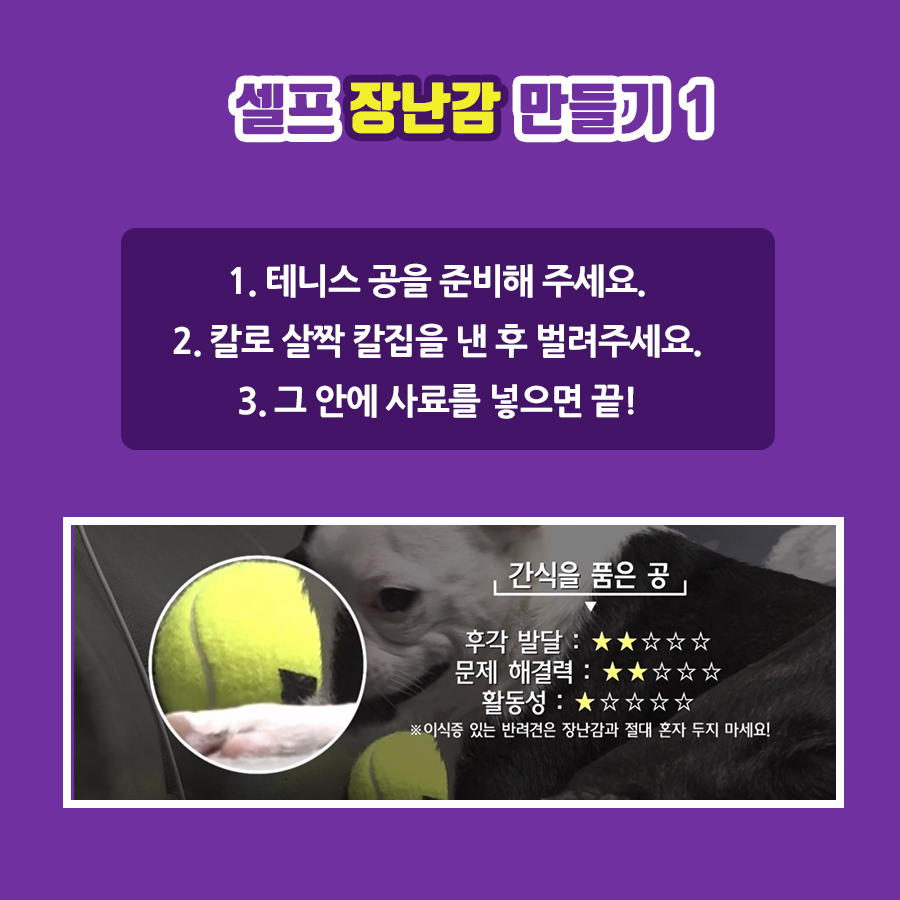 셀프 장난감 만들기 1
1. 테니스 공을 준비해 주세요.
2. 칼로 살짝 칼집을 낸 후 벌려주세요.
3. 그 안에 사료를 넣으면 끝!
간식을 품은 공
후각 발달 : ★★☆☆☆
문제 해결력 : ★★☆☆☆
활동성 : ★☆☆☆☆
※이식증 있는 반려견은 장난감과 절대 혼자 두지 마세요!